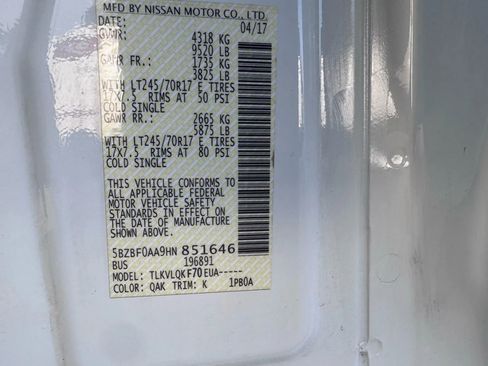 MFD BY NISSAN MOTOR CO., LTD.
DATE: 04/17
GVWR: 4318 KG
9520 LB
GAWR FR.: 1735 KG
3825 LB
WITH LT245/70R17 E TIRES
17X7.5 RIMS AT 50 PSI
COLD SINGLE
GAWR RR.: 2665 KG
5875 LB
WITH LT245/70R17 E TIRES
17X7.5 RIMS AT 80 PSI
COLD SINGLE
THIS VEHICLE CONFORMS TO
ALL APPLICABLE FEDERAL
MOTOR VEHICLE SAFETY
STANDARDS IN EFFECT ON
THE DATE OF MANUFACTURE
SHOWN ABOVE.
5BZBF0AA9HN 851646
BUS 196891
MODEL: TLKVLQKF70EUA-----
COLOR: QAK TRIM: K 1PB0A